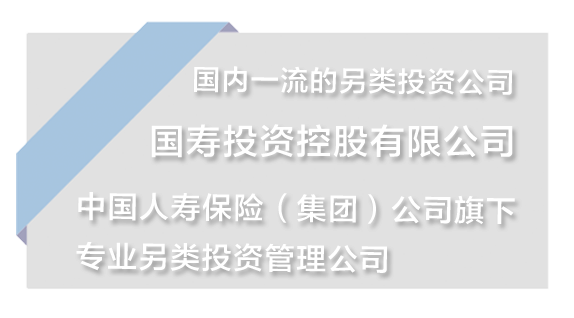 国内一流的另类投资公司
国寿投资控股有限公司
中国人寿保险（集团）公司旗下
专业另类投资管理公司